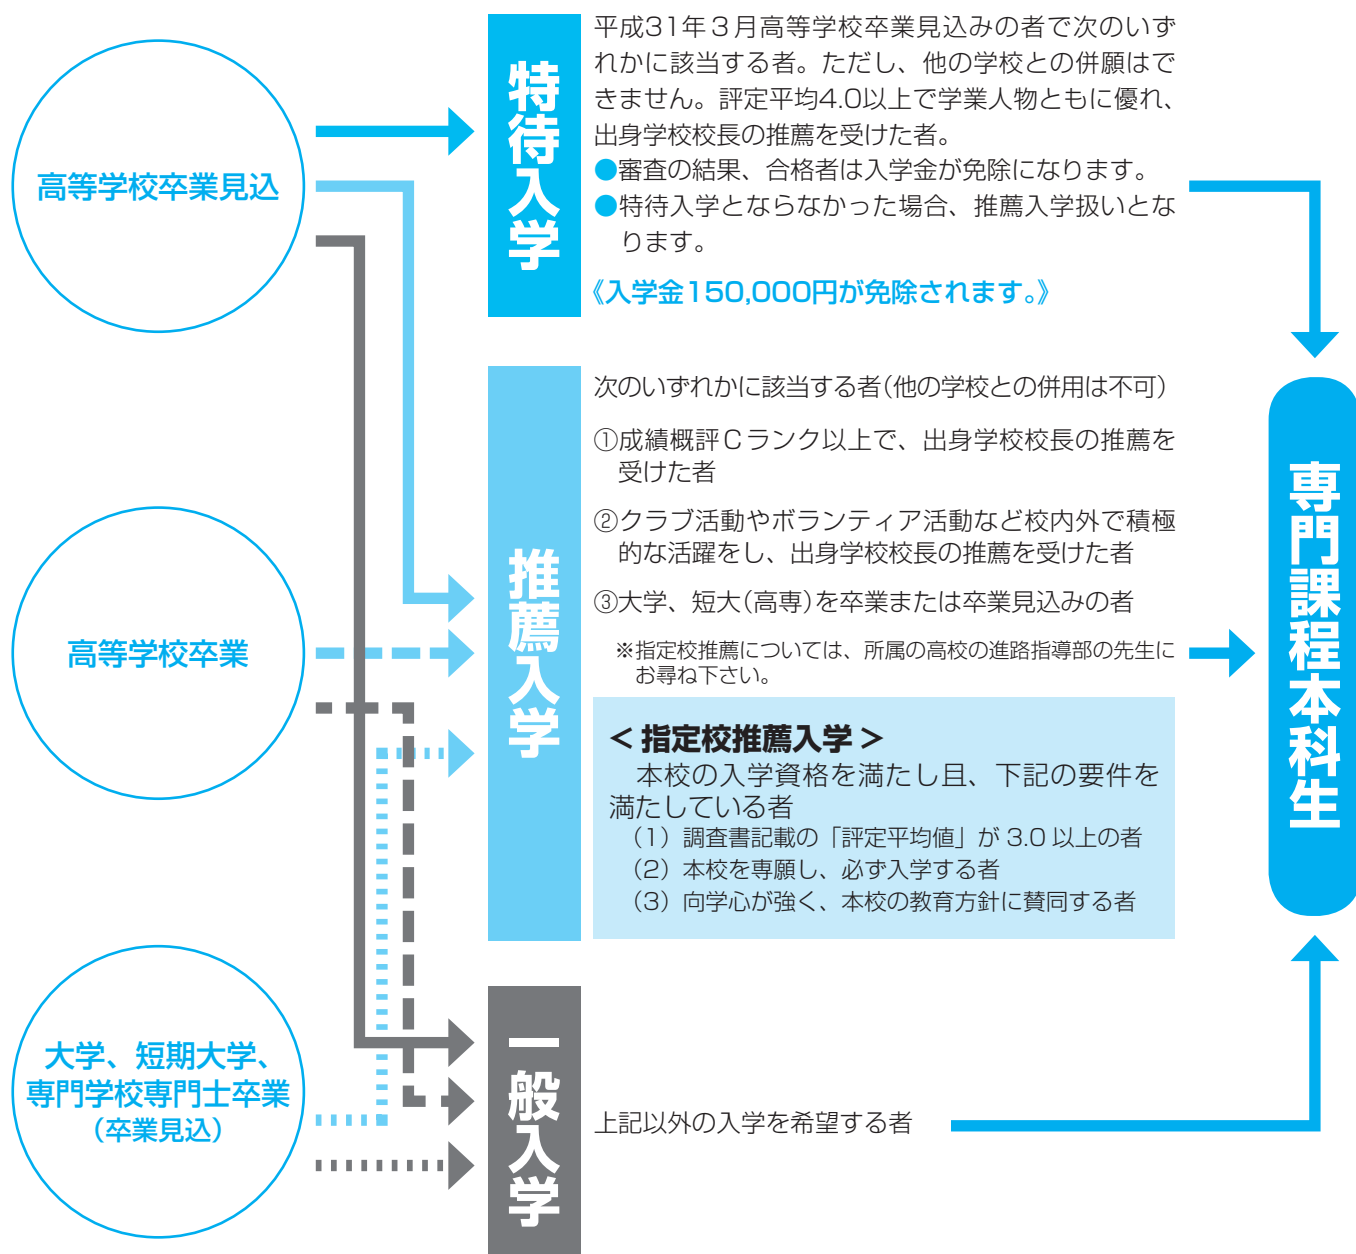 高等学校卒業見込
特待入学
平成31年３月高等学校卒業見込みの者で次のいず
れかに該当する者。ただし、他の学校との併願はで
きません。評定平均4.0以上で学業人物ともに優れ、
出身学校校長の推薦を受けた者。
●審査の結果、合格者は入学金が免除になります。
●特待入学とならなかった場合、推薦入学扱いとな
ります。
《入学金150,000円が免除されます。》
高等学校卒業
推薦入学
次のいずれかに該当する者(他の学校との併用は不可)
①成績概評Ｃランク以上で、出身学校校長の推薦を
受けた者
②クラブ活動やボランティア活動など校内外で積極
的な活躍をし、出身学校校長の推薦を受けた者
③大学、短大(高専)を卒業または卒業見込みの者
※指定校推薦については、所属の高校の進路指導部の先生に
お尋ね下さい。
＜指定校推薦入学＞
本校の入学資格を満たし且、下記の要件を
満たしている者
（1）調査書記載の「評定平均値」が 3.0 以上の者
（2）本校を専願し、必ず入学する者
（3）向学心が強く、本校の教育方針に賛同する者
大学、短期大学、
専門学校専門士卒業
（卒業見込）
一般入学
上記以外の入学を希望する者
専門課程本科生